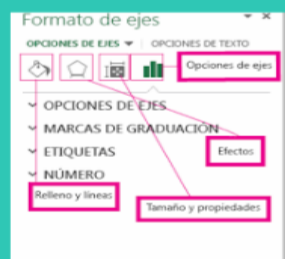 Formato de ejes
OPCIONES DE EJES
OPCIONES DE TEXTO
Opciones de ejes
OPCIONES DE EJES
MARCAS DE GRADUACIÓN
ETIQUETAS
Efectos
NÚMERO
Relleno y líneas
Tamaño y propiedades